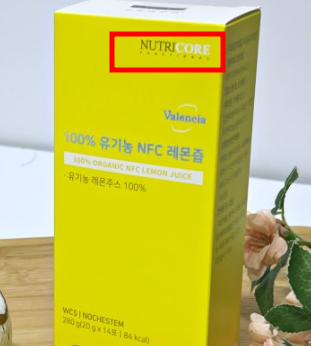 NUTRICORE
FUNCTIONAL
Valencia
100% 유기농 NFC 레몬즙
100% ORGANIC NFC LEMON JUICE
· 유기농 레몬주스 100%
WCS | NOCHESTEM
280 g(20 g x 14포 | 84 kcal)